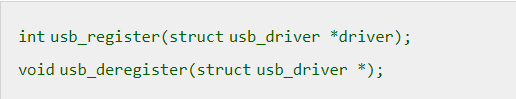 int usb_register(struct usb_driver *driver);
void usb_deregister(struct usb_driver *);